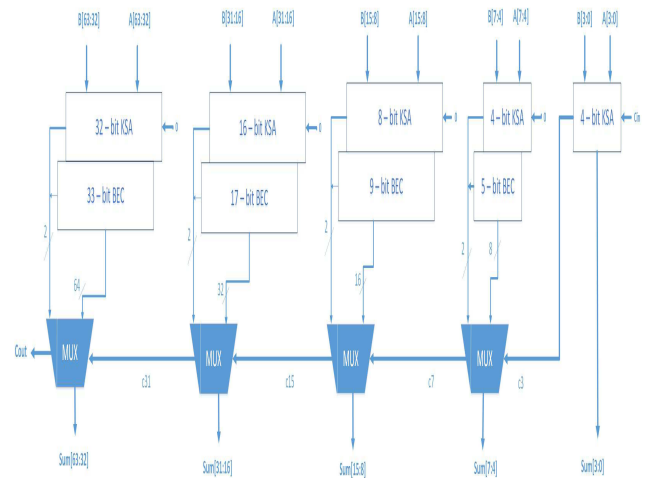 B[63:32] A[63:32] B[31:16] A[31:16] B[15:8] A[15:8] B[7:4] A[7:4] B[3:0] A[3:0]
32 – bit KSA 0 16 – bit KSA 0 8 – bit KSA 0 4 – bit KSA 0 4 – bit KSA Cin
33 – bit BEC 17 – bit BEC 9 – bit BEC 5 – bit BEC
2 2 2 2 8
64 32 16
Cout MUX MUX MUX MUX
c31 c15 c7 c3
Sum[63:32] Sum[31:16] Sum[15:8] Sum[7:4] Sum[3:0]